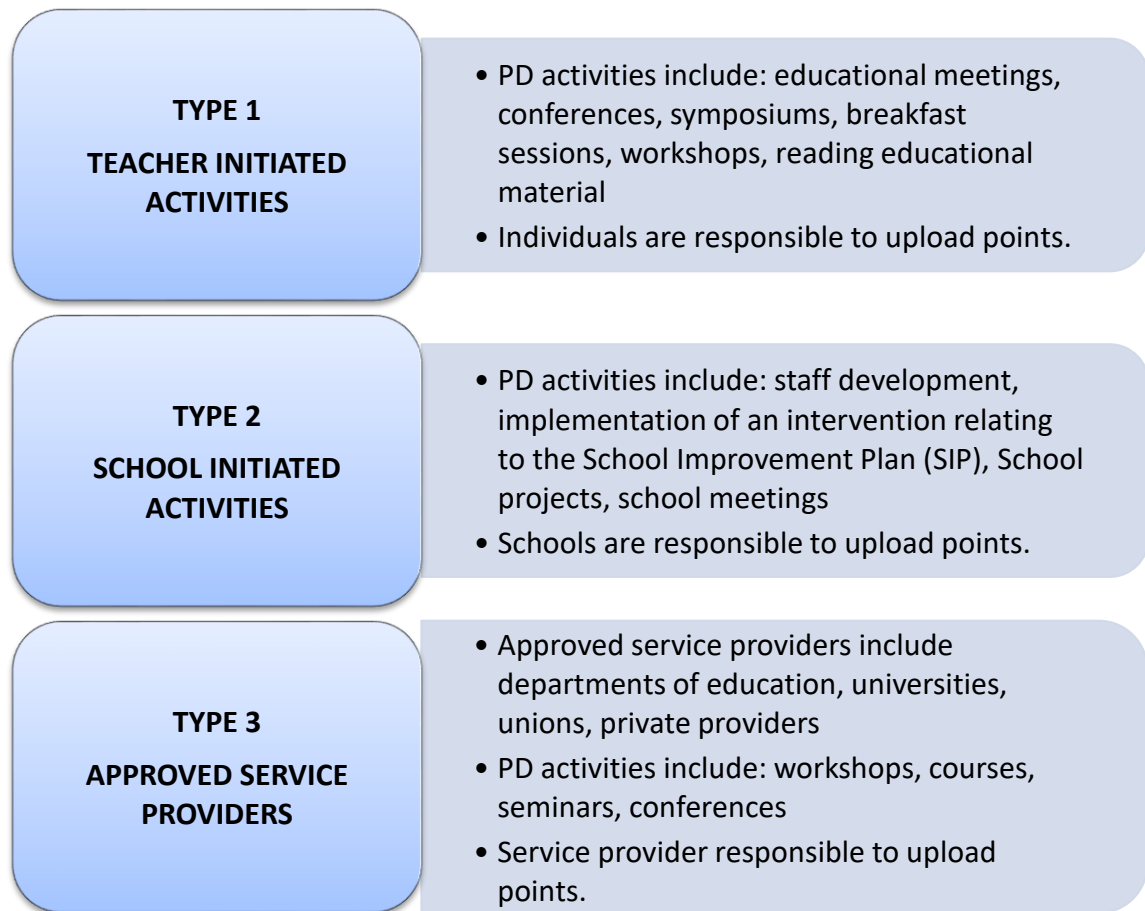 TYPE 1
TEACHER INITIATED
ACTIVITIES
• PD activities include: educational meetings,
conferences, symposiums, breakfast
sessions, workshops, reading educational
material
• Individuals are responsible to upload points.
TYPE 2
SCHOOL INITIATED
ACTIVITIES
• PD activities include: staff development,
implementation of an intervention relating
to the School Improvement Plan (SIP), School
projects, school meetings
• Schools are responsible to upload points.
TYPE 3
APPROVED SERVICE
PROVIDERS
• Approved service providers include
departments of education, universities,
unions, private providers
• PD activities include: workshops, courses,
seminars, conferences
• Service provider responsible to upload
points.